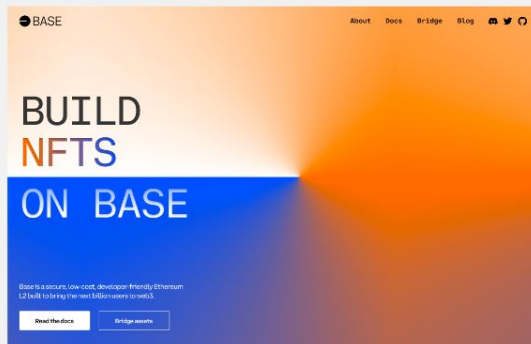 BASE
About Docs Bridge Blog
BUILD
NFTS
ON BASE
Base is a secure, low-cost, developer-friendly Ethereum
L2 built to bring the next billion users to web3.
Read the docs Bridge assets